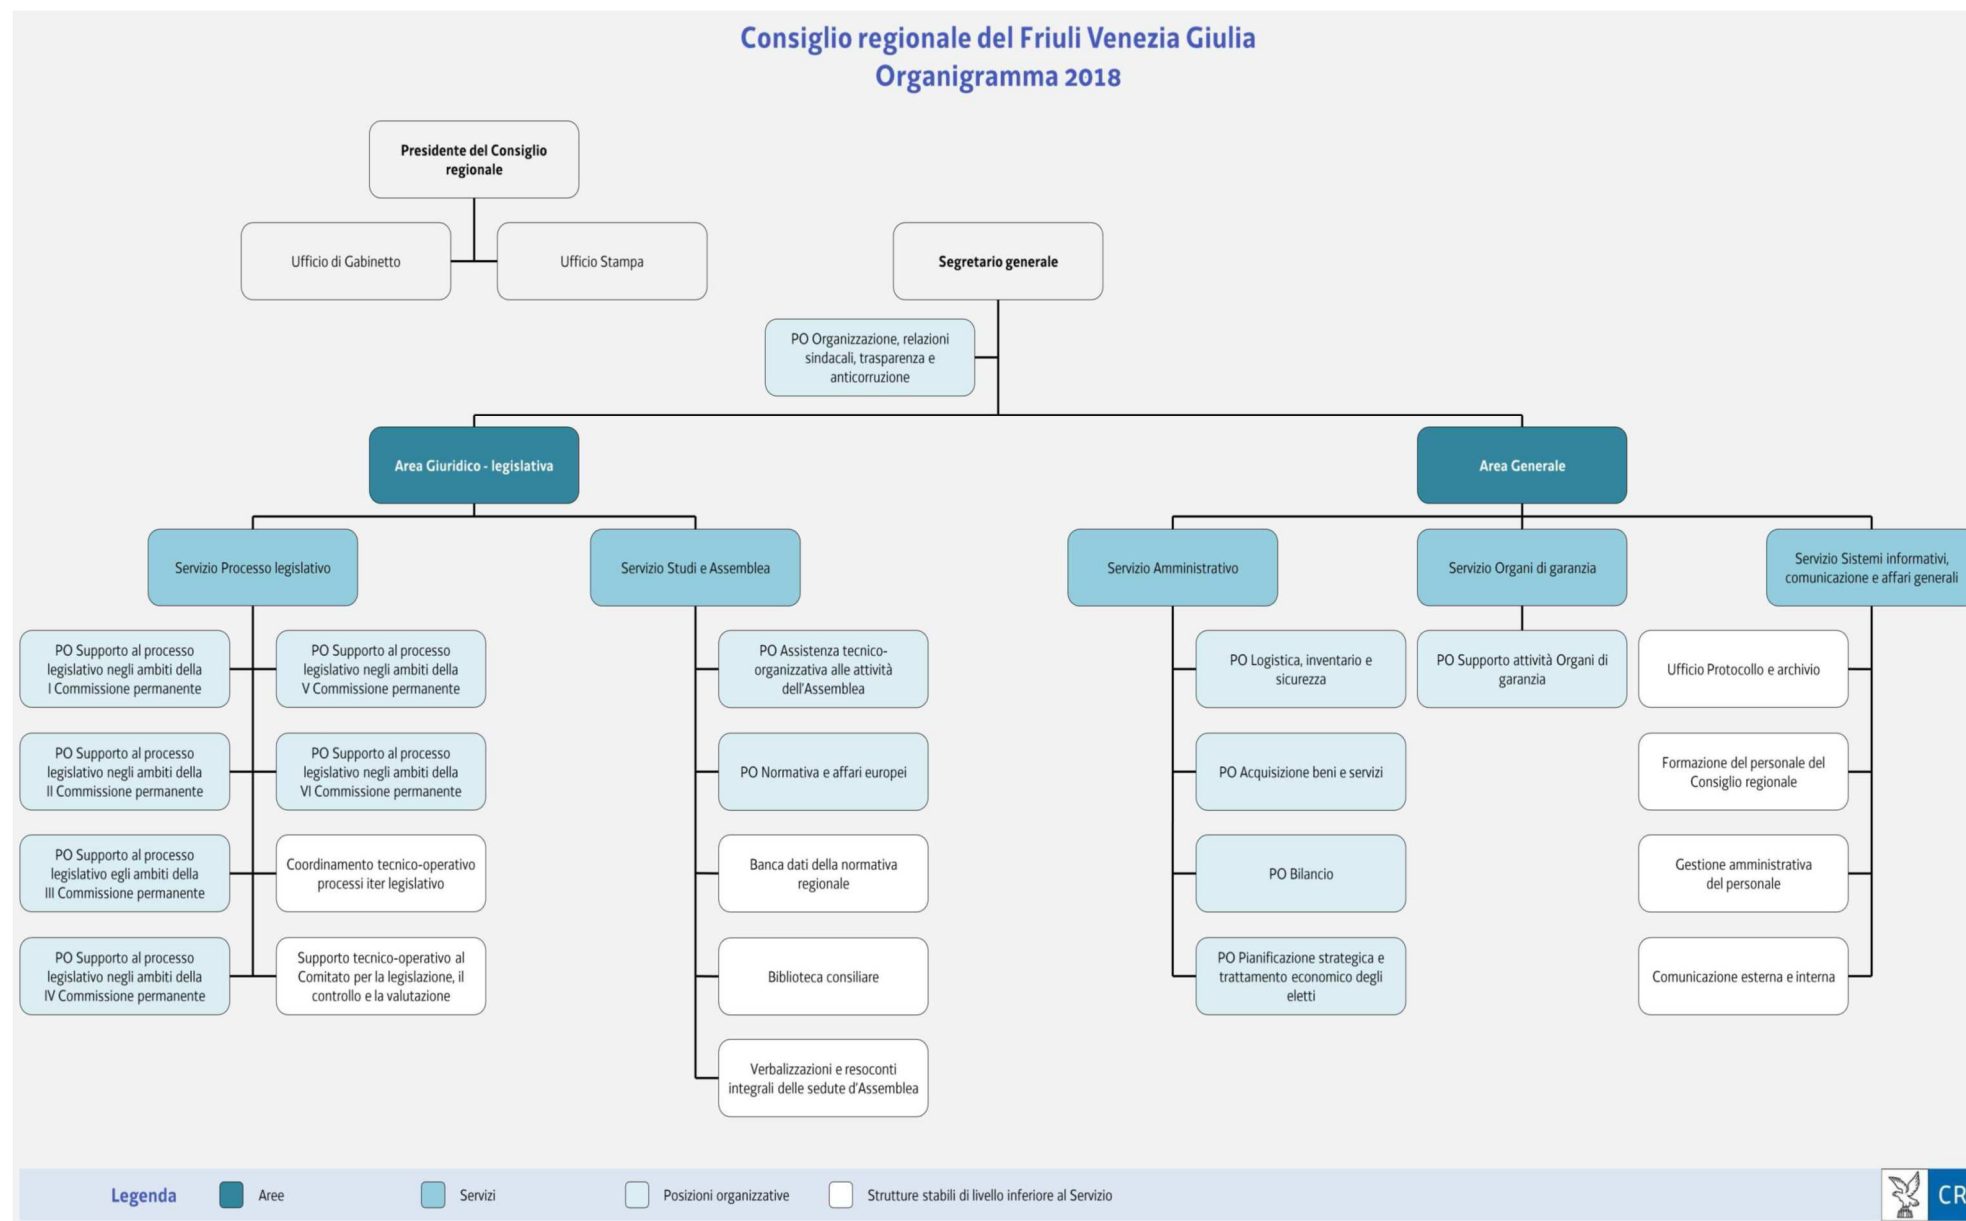 Consiglio regionale del Friuli Venezia Giulia
Organigramma 2018
Presidente del Consiglio
regionale
Ufficio di Gabinetto
Ufficio Stampa
Segretario generale
PO Organizzazione, relazioni
sindacali, trasparenza e
anticorruzione
Area Giuridico - legislativa
Area Generale
Servizio Processo legislativo
Servizio Studi e Assemblea
Servizio Amministrativo
Servizio Organi di garanzia
Servizio Sistemi informativi,
comunicazione e affari generali
PO Supporto al processo
legislativo negli ambiti della
I Commissione permanente
PO Supporto al processo
legislativo negli ambiti della
V Commissione permanente
PO Supporto al processo
legislativo negli ambiti della
II Commissione permanente
PO Supporto al processo
legislativo negli ambiti della
VI Commissione permanente
PO Supporto al processo
legislativo egli ambiti della
III Commissione permanente
Coordinamento tecnico-operativo
processi iter legislativo
PO Supporto al processo
legislativo negli ambiti della
IV Commissione permanente
Supporto tecnico-operativo al
Comitato per la legislazione, il
controllo e la valutazione
PO Assistenza tecnico-
organizzativa alle attività
dell'Assemblea
PO Normativa e affari europei
Banca dati della normativa
regionale
Biblioteca consiliare
Verbalizzazioni e resoconti
integrali delle sedute d'Assemblea
PO Logistica, inventario e
sicurezza
PO Acquisizione beni e servizi
PO Bilancio
PO Pianificazione strategica e
trattamento economico degli
eletti
PO Supporto attività Organi di
garanzia
Ufficio Protocollo e archivio
Formazione del personale del
Consiglio regionale
Gestione amministrativa
del personale
Comunicazione esterna e interna
Legenda
Aree
Servizi
Posizioni organizzative
Strutture stabili di livello inferiore al Servizio
CR